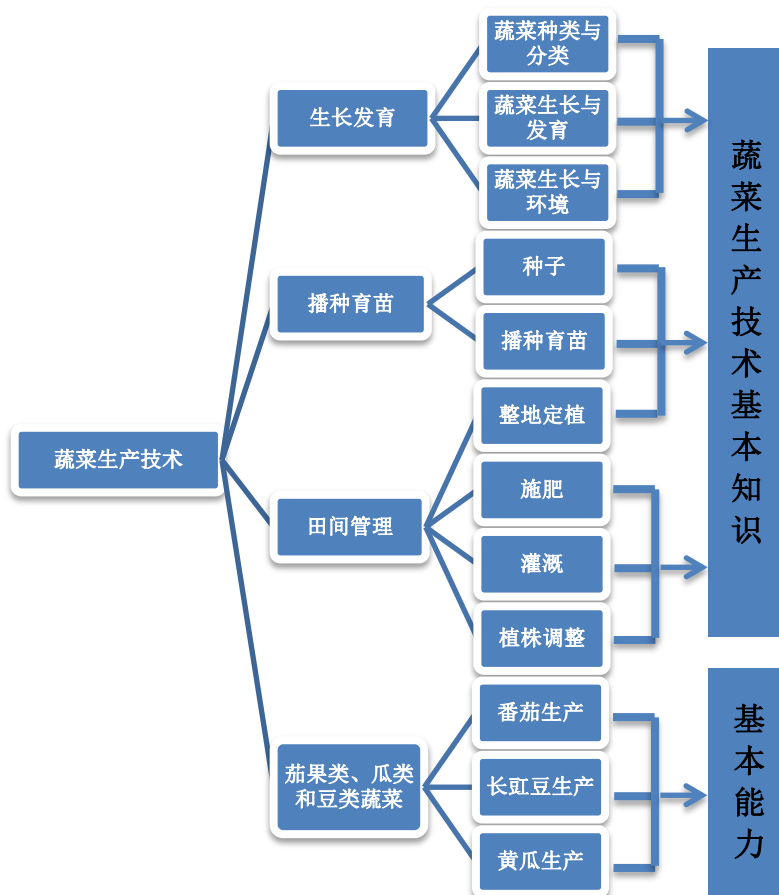 蔬菜生产技术
生长发育
蔬菜种类与
分类
蔬菜生长与
发育
蔬菜生长与
环境
播种育苗
种子
播种育苗
田间管理
整地定植
施肥
灌溉
植株调整
茄果类、瓜类
和豆类蔬菜
番茄生产
长豇豆生产
黄瓜生产
蔬菜生产技术基本知识
基本能力